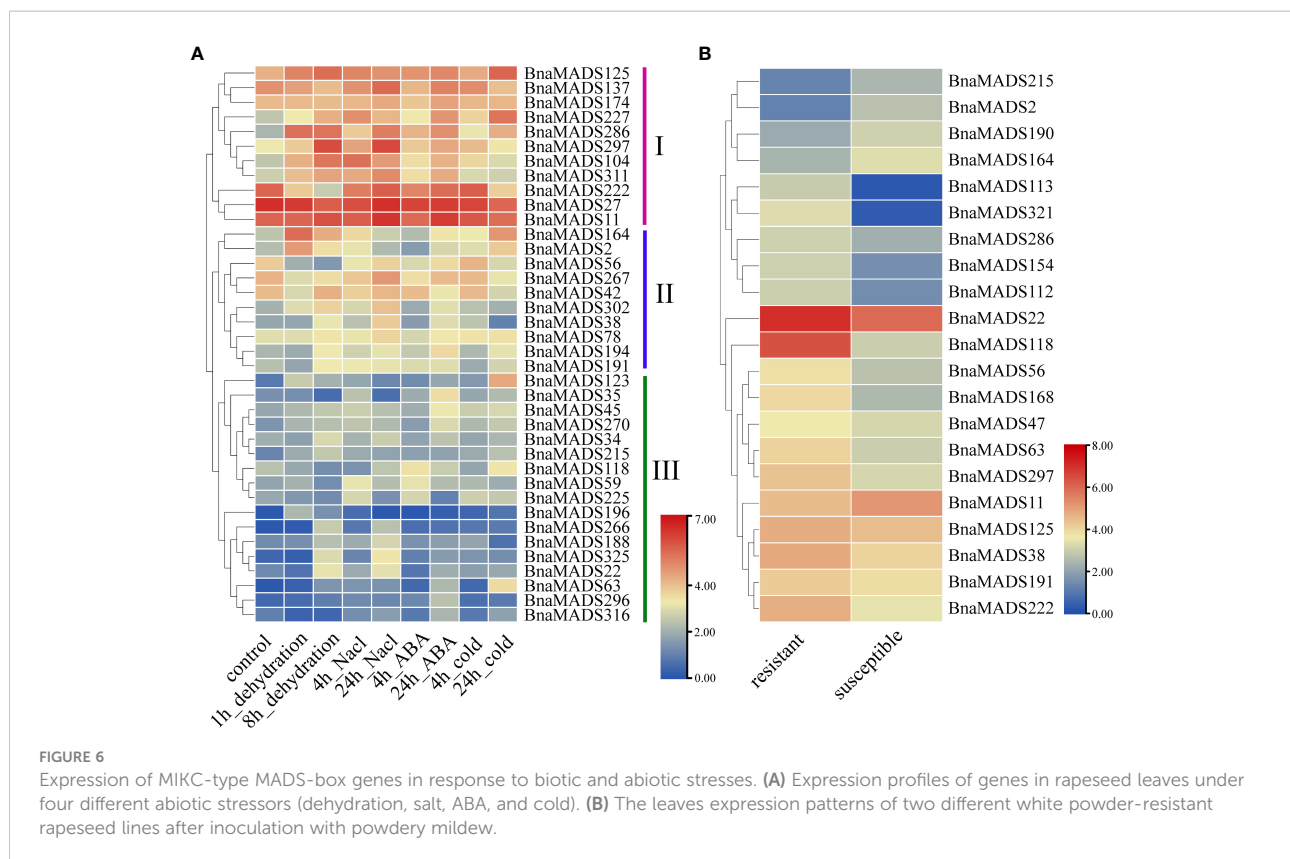 A
BnaMADS125
BnaMADS137
BnaMADS174
BnaMADS227
BnaMADS286
BnaMADS297
BnaMADS104
BnaMADS311
BnaMADS222
BnaMADS27
BnaMADS11
BnaMADS164
BnaMADS2
BnaMADS56
BnaMADS267
BnaMADS42
BnaMADS302
BnaMADS38
BnaMADS78
BnaMADS194
BnaMADS191
BnaMADS123
BnaMADS35
BnaMADS45
BnaMADS270
BnaMADS34
BnaMADS215
BnaMADS118
BnaMADS59
BnaMADS225
BnaMADS196
BnaMADS266
BnaMADS188
BnaMADS325
BnaMADS22
BnaMADS63
BnaMADS296
BnaMADS316
I
II
III
7.00
4.00
2.00
0.00
control
1h_dehydration
8h_dehydration
4h_Nacl
24h_Nacl
4h_ABA
24h_ABA
4h_cold
24h_cold
B
BnaMADS215
BnaMADS2
BnaMADS190
BnaMADS164
BnaMADS113
BnaMADS321
BnaMADS286
BnaMADS154
BnaMADS112
BnaMADS22
BnaMADS118
BnaMADS56
BnaMADS168
BnaMADS47
BnaMADS63
BnaMADS297
BnaMADS11
BnaMADS125
BnaMADS38
BnaMADS191
BnaMADS222
8.00
6.00
4.00
2.00
0.00
resistant
susceptible
FIGURE 6
Expression of MIKC-type MADS-box genes in response to biotic and abiotic stresses. (A) Expression profiles of genes in rapeseed leaves under
four different abiotic stressors (dehydration, salt, ABA, and cold). (B) The leaves expression patterns of two different white powder-resistant
rapeseed lines after inoculation with powdery mildew.